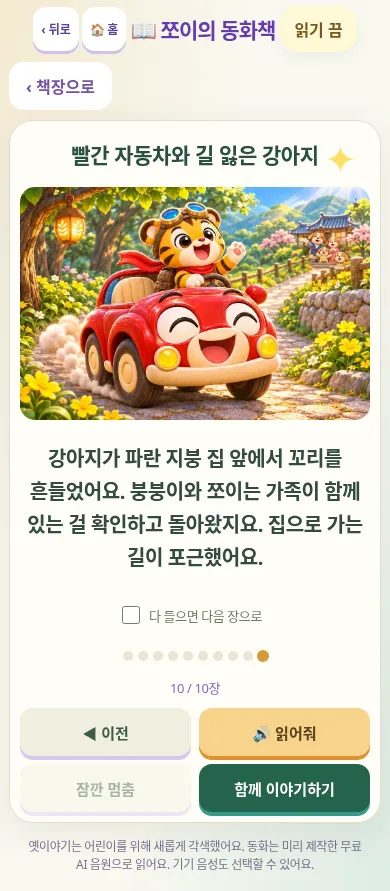 ‹ 뒤로
🏠 홈
📖 쪼이의 동화책
읽기 끔
‹ 책장으로
빨간 자동차와 길 잃은 강아지
강아지가 파란 지붕 집 앞에서 꼬리를
흔들었어요. 붕붕이와 쪼이는 가족이 함께
있는 걸 확인하고 돌아왔지요. 집으로 가는
길이 포근했어요.
다 들으면 다음 장으로
10 / 10장
◀ 이전
🔊 읽어줘
잠깐 멈춤
함께 이야기하기
옛이야기는 어린이를 위해 새롭게 각색했어요. 동화는 미리 제작한 무료
AI 음원으로 읽어요. 기기 음성도 선택할 수 있어요.